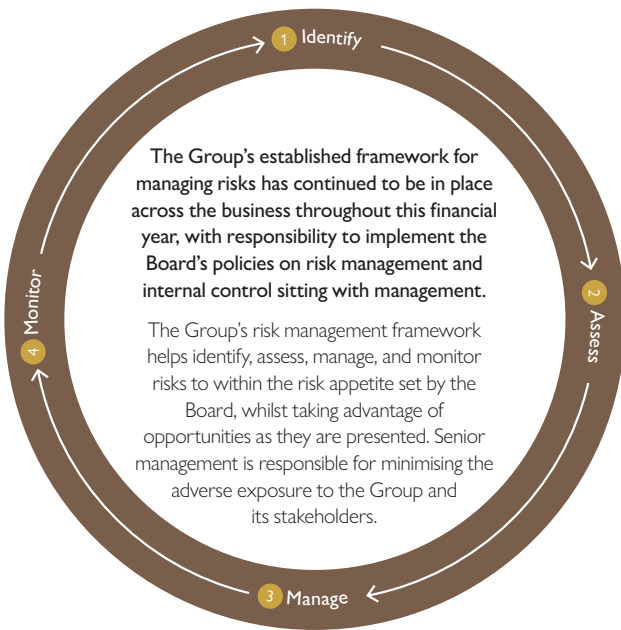 1 Identify
The Group’s established framework for
managing risks has continued to be in place
across the business throughout this financial
year, with responsibility to implement the
Board’s policies on risk management and
internal control sitting with management.
The Group’s risk management framework
helps identify, assess, manage, and monitor
risks to within the risk appetite set by the
Board, whilst taking advantage of
opportunities as they are presented. Senior
management is responsible for minimising the
adverse exposure to the Group and
its stakeholders.
2 Assess
3 Manage
4 Monitor